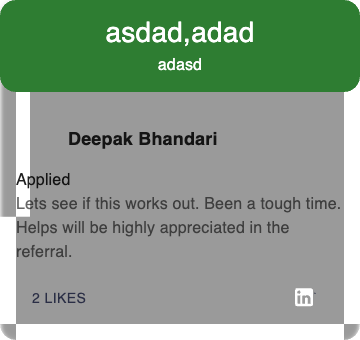 asdad,adad
adasd
Deepak Bhandari
Applied
Lets see if this works out. Been a tough time.
Helps will be highly appreciated in the
referral.
2 LIKES
in